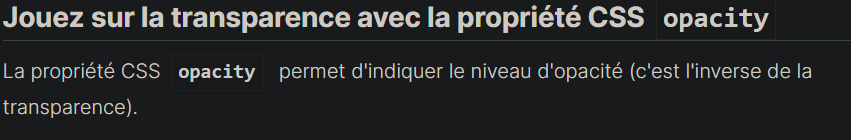 Jouez sur la transparence avec la propriété CSS opacity
La propriété CSS opacity permet d'indiquer le niveau d'opacité (c'est l'inverse de la
transparence).